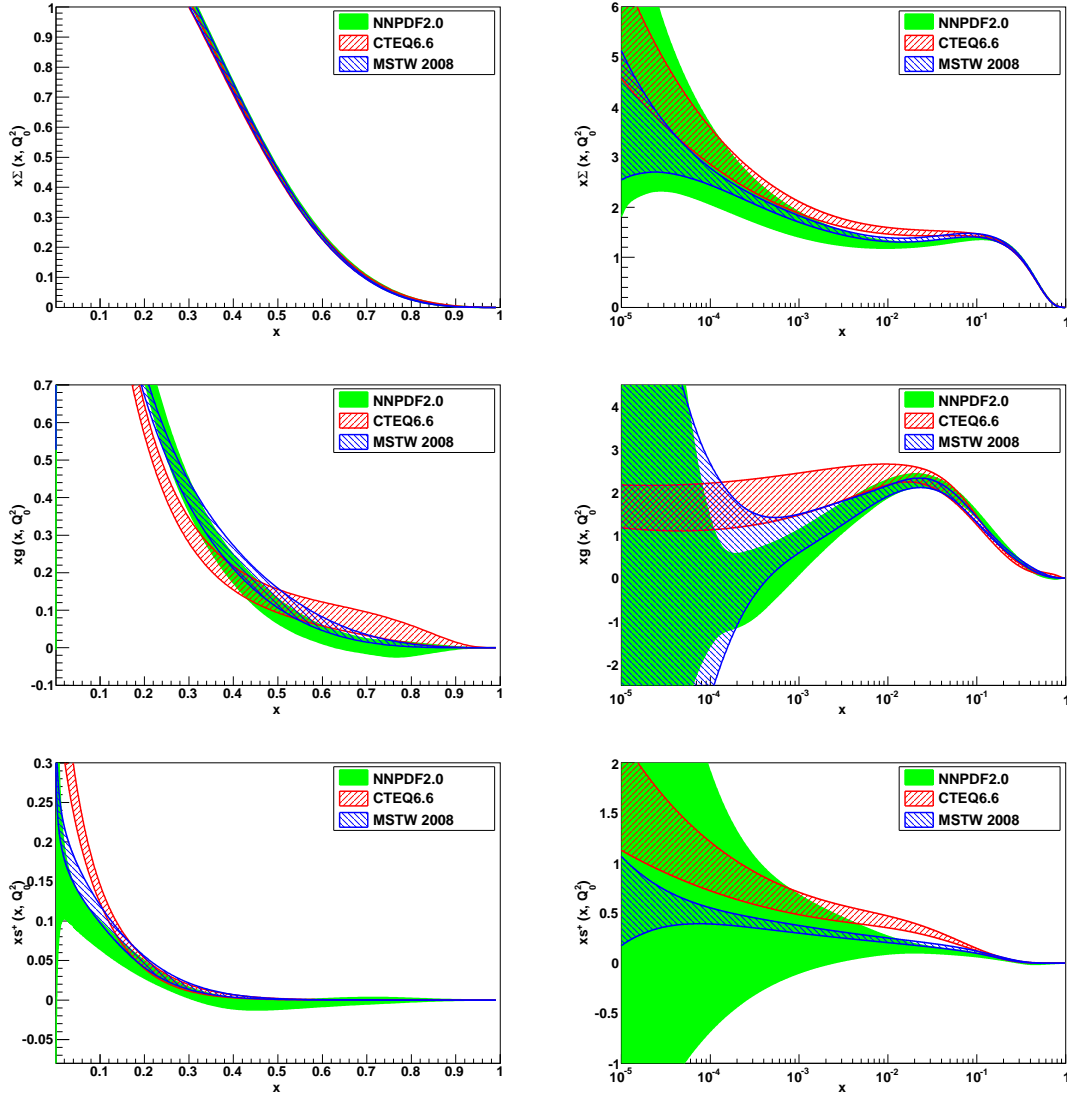 NNPDF2.0
CTEQ6.6
MSTW 2008
xΣ (x, Q₀²)
1
0.9
0.8
0.7
0.6
0.5
0.4
0.3
0.2
0.1
0
0.1 0.2 0.3 0.4 0.5 0.6 0.7 0.8 0.9 1
x
NNPDF2.0
CTEQ6.6
MSTW 2008
xΣ (x, Q₀²)
6
5
4
3
2
1
0
10⁻⁵ 10⁻⁴ 10⁻³ 10⁻² 10⁻¹ 1
x
NNPDF2.0
CTEQ6.6
MSTW 2008
xg (x, Q₀²)
0.7
0.6
0.5
0.4
0.3
0.2
0.1
0
-0.1
0.1 0.2 0.3 0.4 0.5 0.6 0.7 0.8 0.9 1
x
NNPDF2.0
CTEQ6.6
MSTW 2008
xg (x, Q₀²)
4
3
2
1
0
-1
-2
10⁻⁵ 10⁻⁴ 10⁻³ 10⁻² 10⁻¹ 1
x
NNPDF2.0
CTEQ6.6
MSTW 2008
xs⁺ (x, Q₀²)
0.3
0.25
0.2
0.15
0.1
0.05
0
-0.05
0.1 0.2 0.3 0.4 0.5 0.6 0.7 0.8 0.9 1
x
NNPDF2.0
CTEQ6.6
MSTW 2008
xs⁺ (x, Q₀²)
2
1.5
1
0.5
0
-0.5
-1
10⁻⁵ 10⁻⁴ 10⁻³ 10⁻² 10⁻¹ 1
x